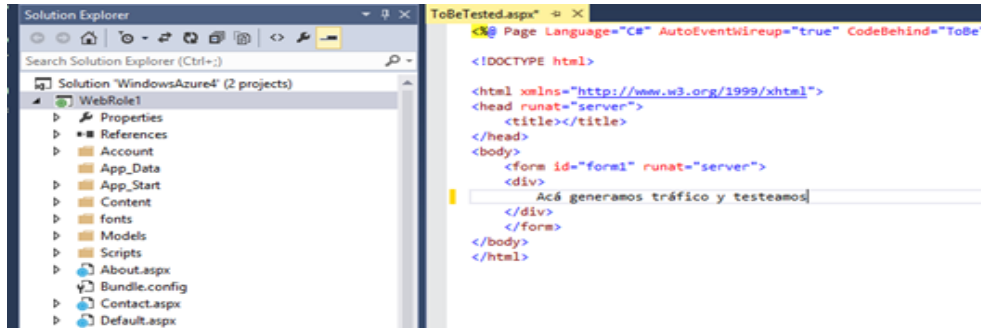 Solution Explorer
Search Solution Explorer (Ctrl+;)
Solution 'WindowsAzure4' (2 projects)
WebRole1
Properties
References
Account
App_Data
App_Start
Content
fonts
Models
Scripts
About.aspx
Bundle.config
Contact.aspx
Default.aspx
ToBeTested.aspx*
<%@ Page Language="C#" AutoEventWireup="true" CodeBehind="ToBe
<!DOCTYPE html>
<html xmlns="http://www.w3.org/1999/xhtml">
<head runat="server">
<title></title>
</head>
<body>
<form id="form1" runat="server">
<div>
Acá generamos tráfico y testeamos
</div>
</form>
</body>
</html>